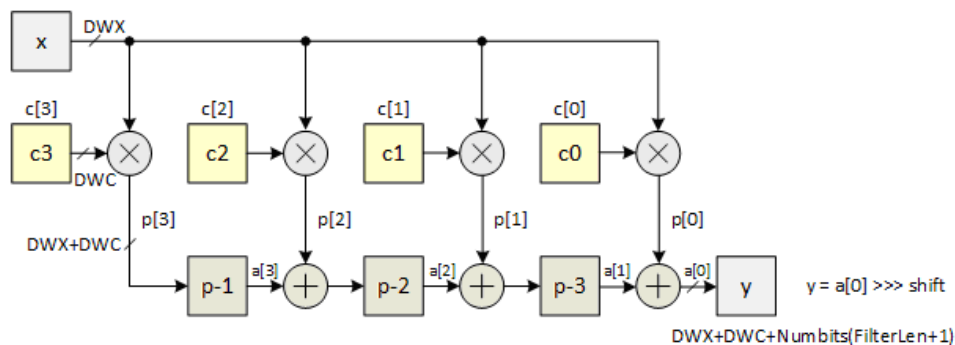 DWX
x
c[3]
c[2]
c[1]
c[0]
c3
c2
c1
c0
DWC
p[3]
p[2]
p[1]
p[0]
DWX+DWC
a[3]
a[2]
a[1]
a[0]
p-1
p-2
p-3
y
y = a[0] >>> shift
DWX+DWC+Numbits(FilterLen+1)